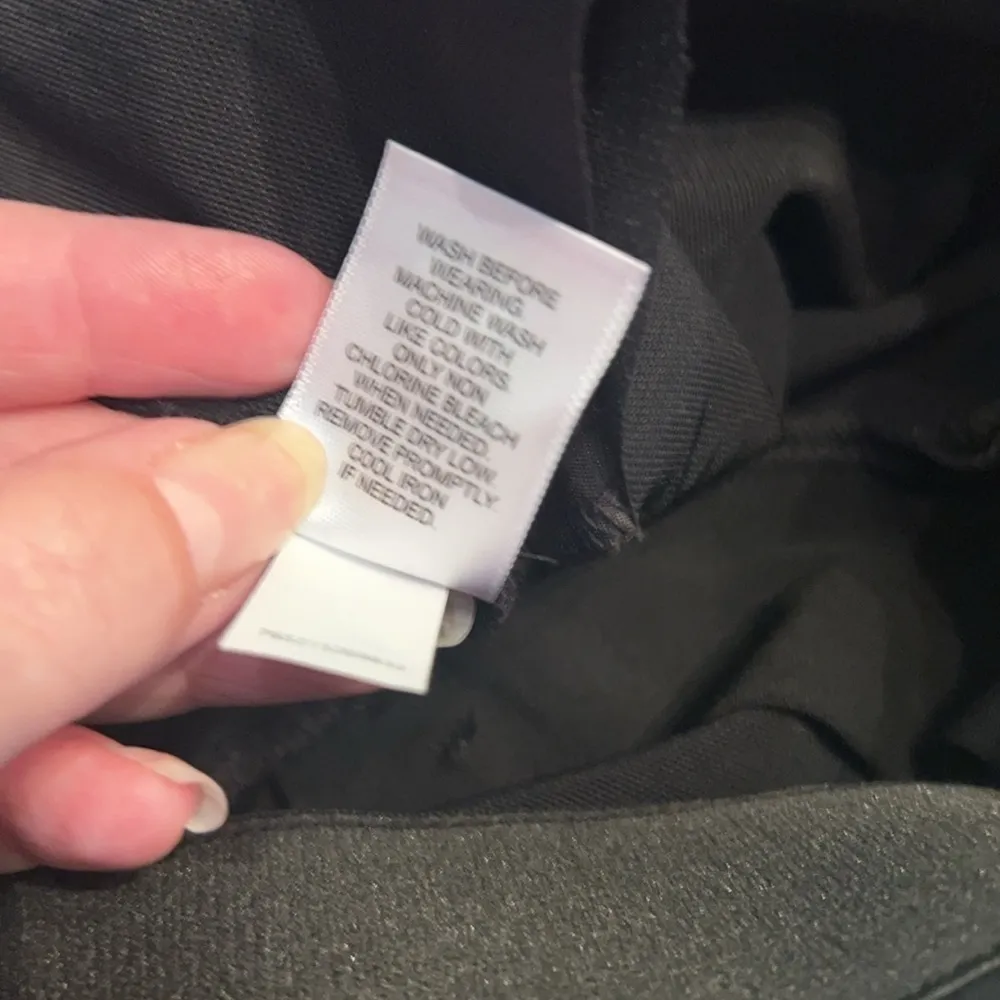 WASH BEFORE
WEARING.
MACHINE WASH
COLD WITH
LIKE COLORS.
ONLY NON
CHLORINE BLEACH
WHEN NEEDED.
TUMBLE DRY LOW.
REMOVE PROMPTLY.
COOL IRON
IF NEEDED.